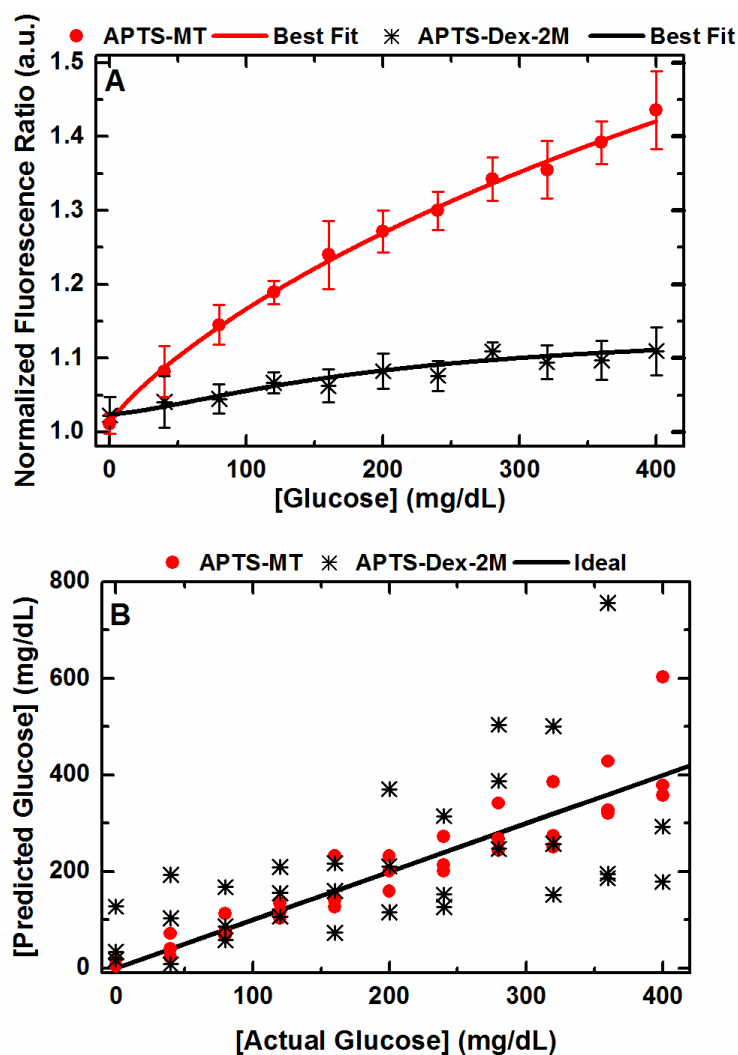 APTS-MT Best Fit APTS-Dex-2M Best Fit
A
1.5
1.4
1.3
1.2
1.1
1.0
Normalized Fluorescence Ratio (a.u.)
0 100 200 300 400
[Glucose] (mg/dL)
APTS-MT APTS-Dex-2M Ideal
B
800
600
400
200
0
[Predicted Glucose] (mg/dL)
0 100 200 300 400
[Actual Glucose] (mg/dL)